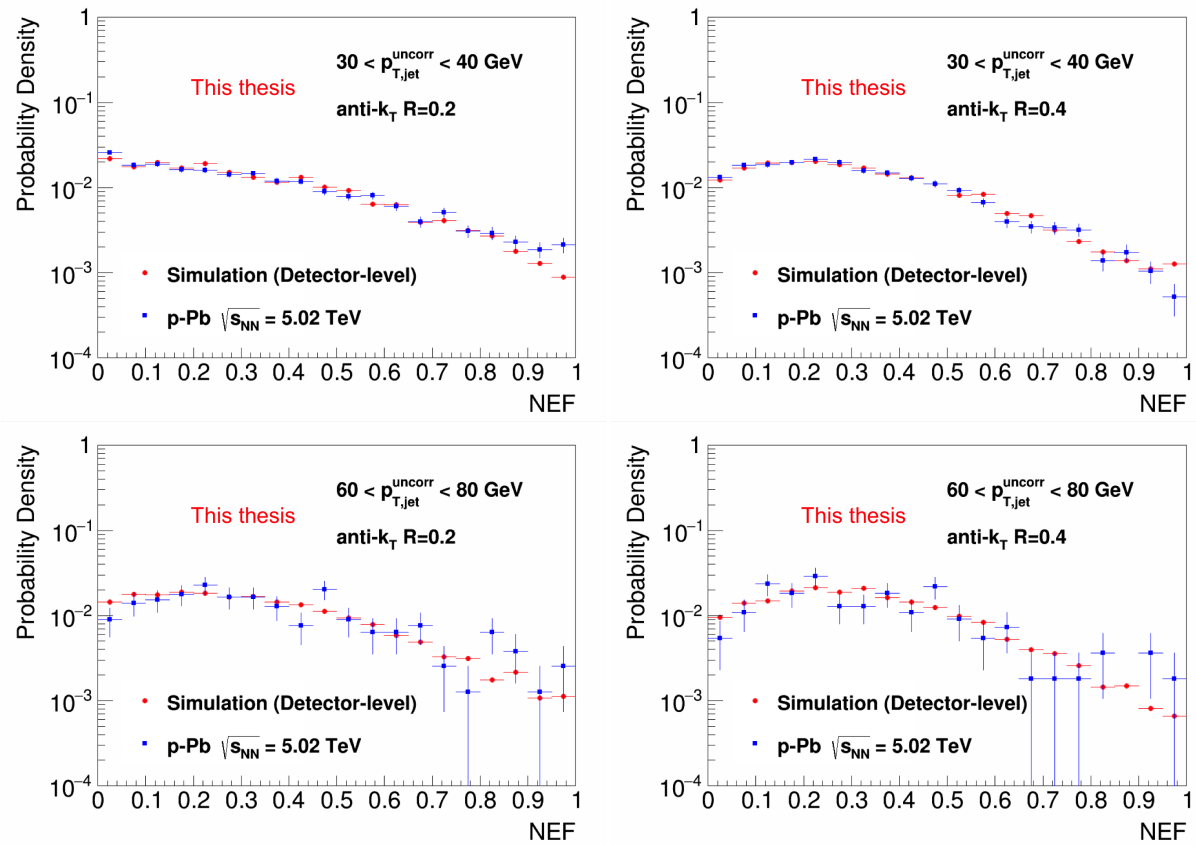 Probability Density
1
10⁻¹
10⁻²
10⁻³
10⁻⁴
This thesis
30 < p_{T,jet}^{uncorr} < 40 GeV
anti-k_T R=0.2
Simulation (Detector-level)
p-Pb √s_NN = 5.02 TeV
0 0.1 0.2 0.3 0.4 0.5 0.6 0.7 0.8 0.9 1
NEF
Probability Density
1
10⁻¹
10⁻²
10⁻³
10⁻⁴
This thesis
30 < p_{T,jet}^{uncorr} < 40 GeV
anti-k_T R=0.4
Simulation (Detector-level)
p-Pb √s_NN = 5.02 TeV
0 0.1 0.2 0.3 0.4 0.5 0.6 0.7 0.8 0.9 1
NEF
Probability Density
1
10⁻¹
10⁻²
10⁻³
10⁻⁴
This thesis
60 < p_{T,jet}^{uncorr} < 80 GeV
anti-k_T R=0.2
Simulation (Detector-level)
p-Pb √s_NN = 5.02 TeV
0 0.1 0.2 0.3 0.4 0.5 0.6 0.7 0.8 0.9 1
NEF
Probability Density
1
10⁻¹
10⁻²
10⁻³
10⁻⁴
This thesis
60 < p_{T,jet}^{uncorr} < 80 GeV
anti-k_T R=0.4
Simulation (Detector-level)
p-Pb √s_NN = 5.02 TeV
0 0.1 0.2 0.3 0.4 0.5 0.6 0.7 0.8 0.9 1
NEF